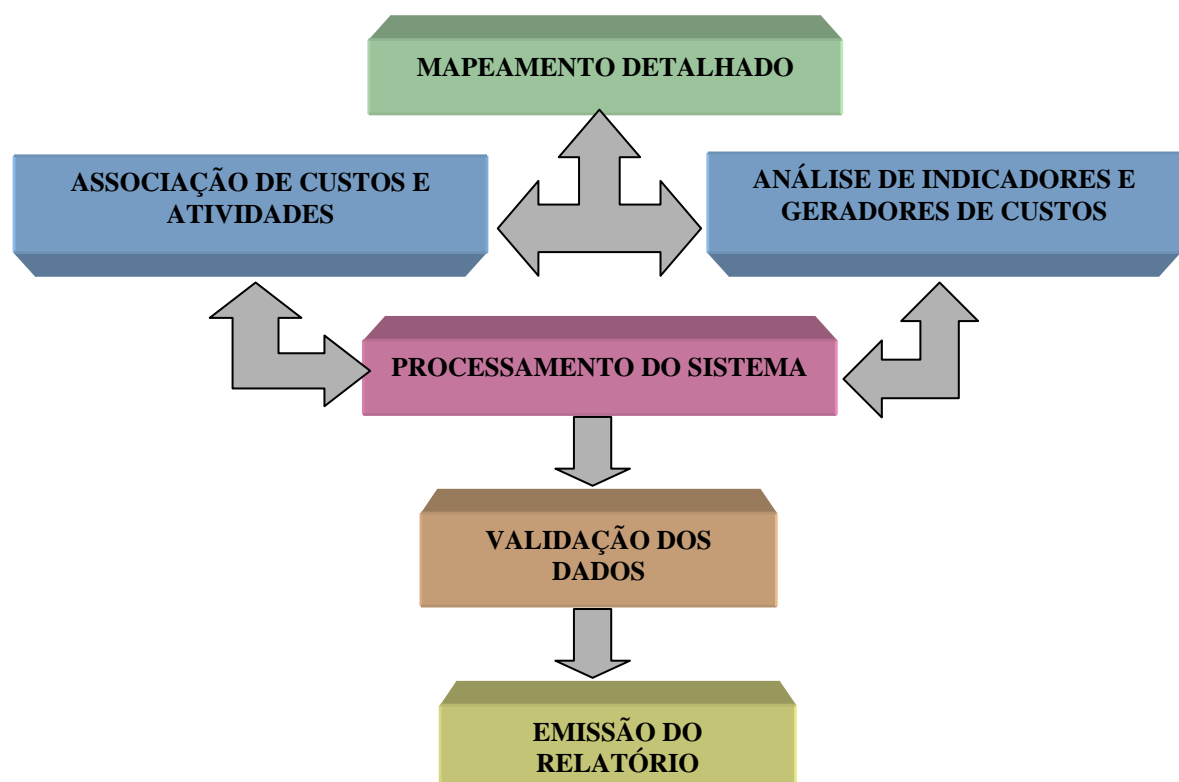 MAPEAMENTO DETALHADO
ASSOCIAÇÃO DE CUSTOS E
ATIVIDADES
ANÁLISE DE INDICADORES E
GERADORES DE CUSTOS
PROCESSAMENTO DO SISTEMA
VALIDAÇÃO DOS
DADOS
EMISSÃO DO
RELATÓRIO